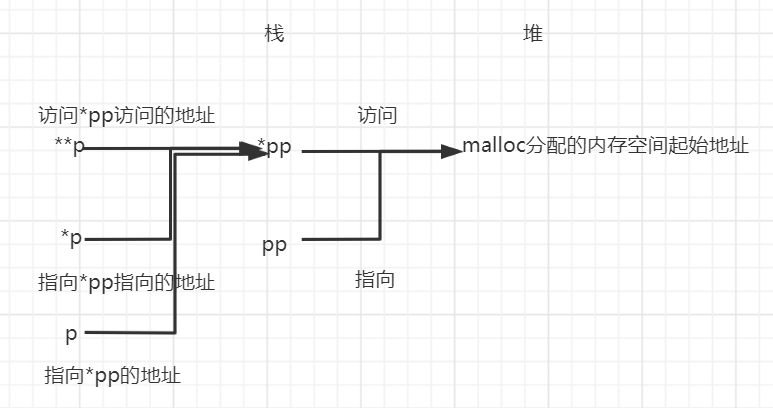 栈 堆
访问*pp访问的地址 访问
**p *pp malloc分配的内存空间起始地址
*p pp
指向*pp指向的地址 指向
p
指向*pp的地址